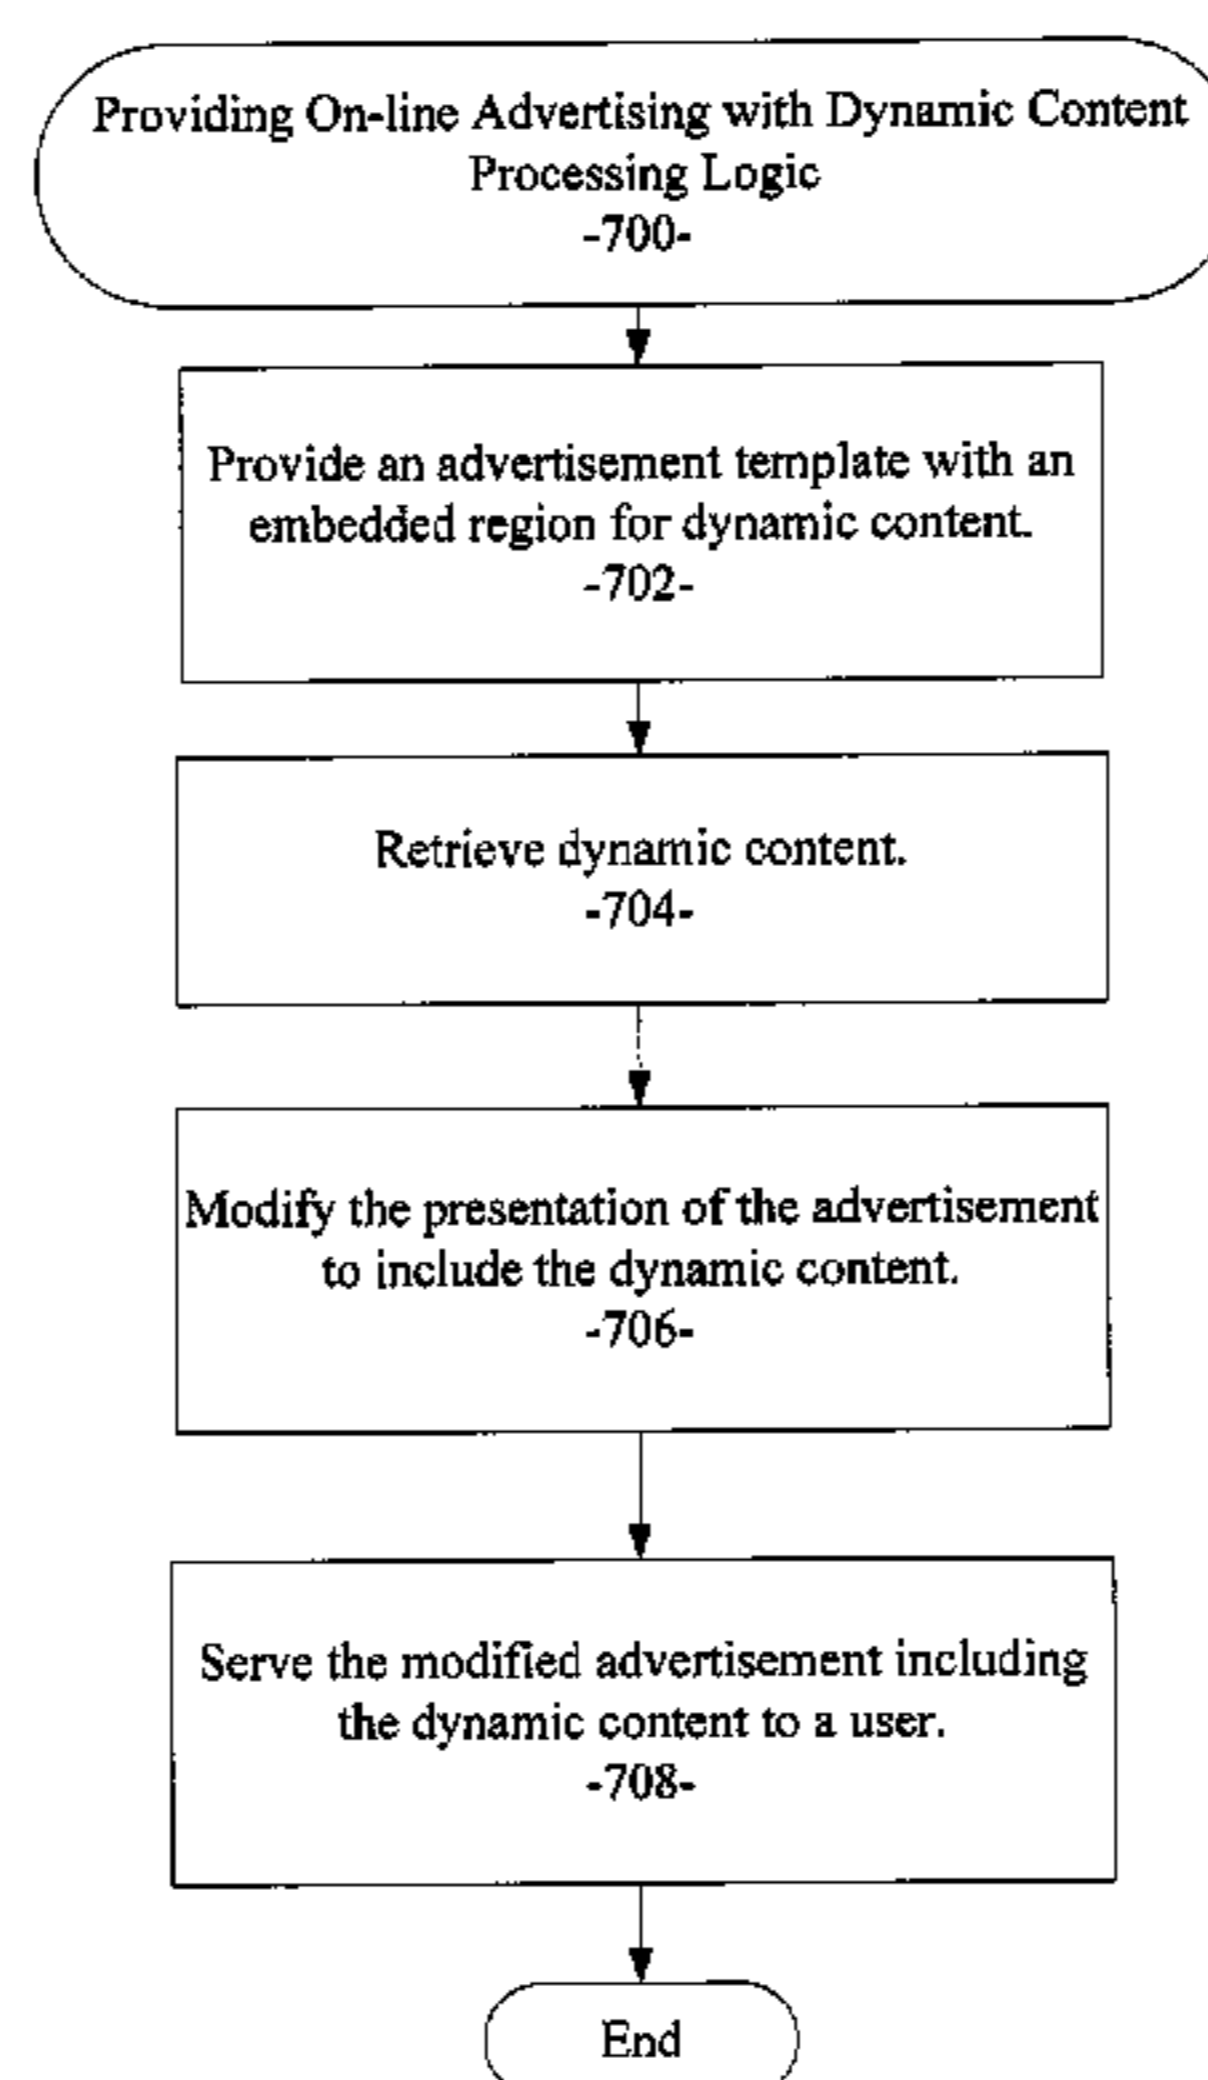 Providing On-line Advertising with Dynamic Content
Processing Logic
-700-
Provide an advertisement template with an
embedded region for dynamic content.
-702-
Retrieve dynamic content.
-704-
Modify the presentation of the advertisement
to include the dynamic content.
-706-
Serve the modified advertisement including
the dynamic content to a user.
-708-
End